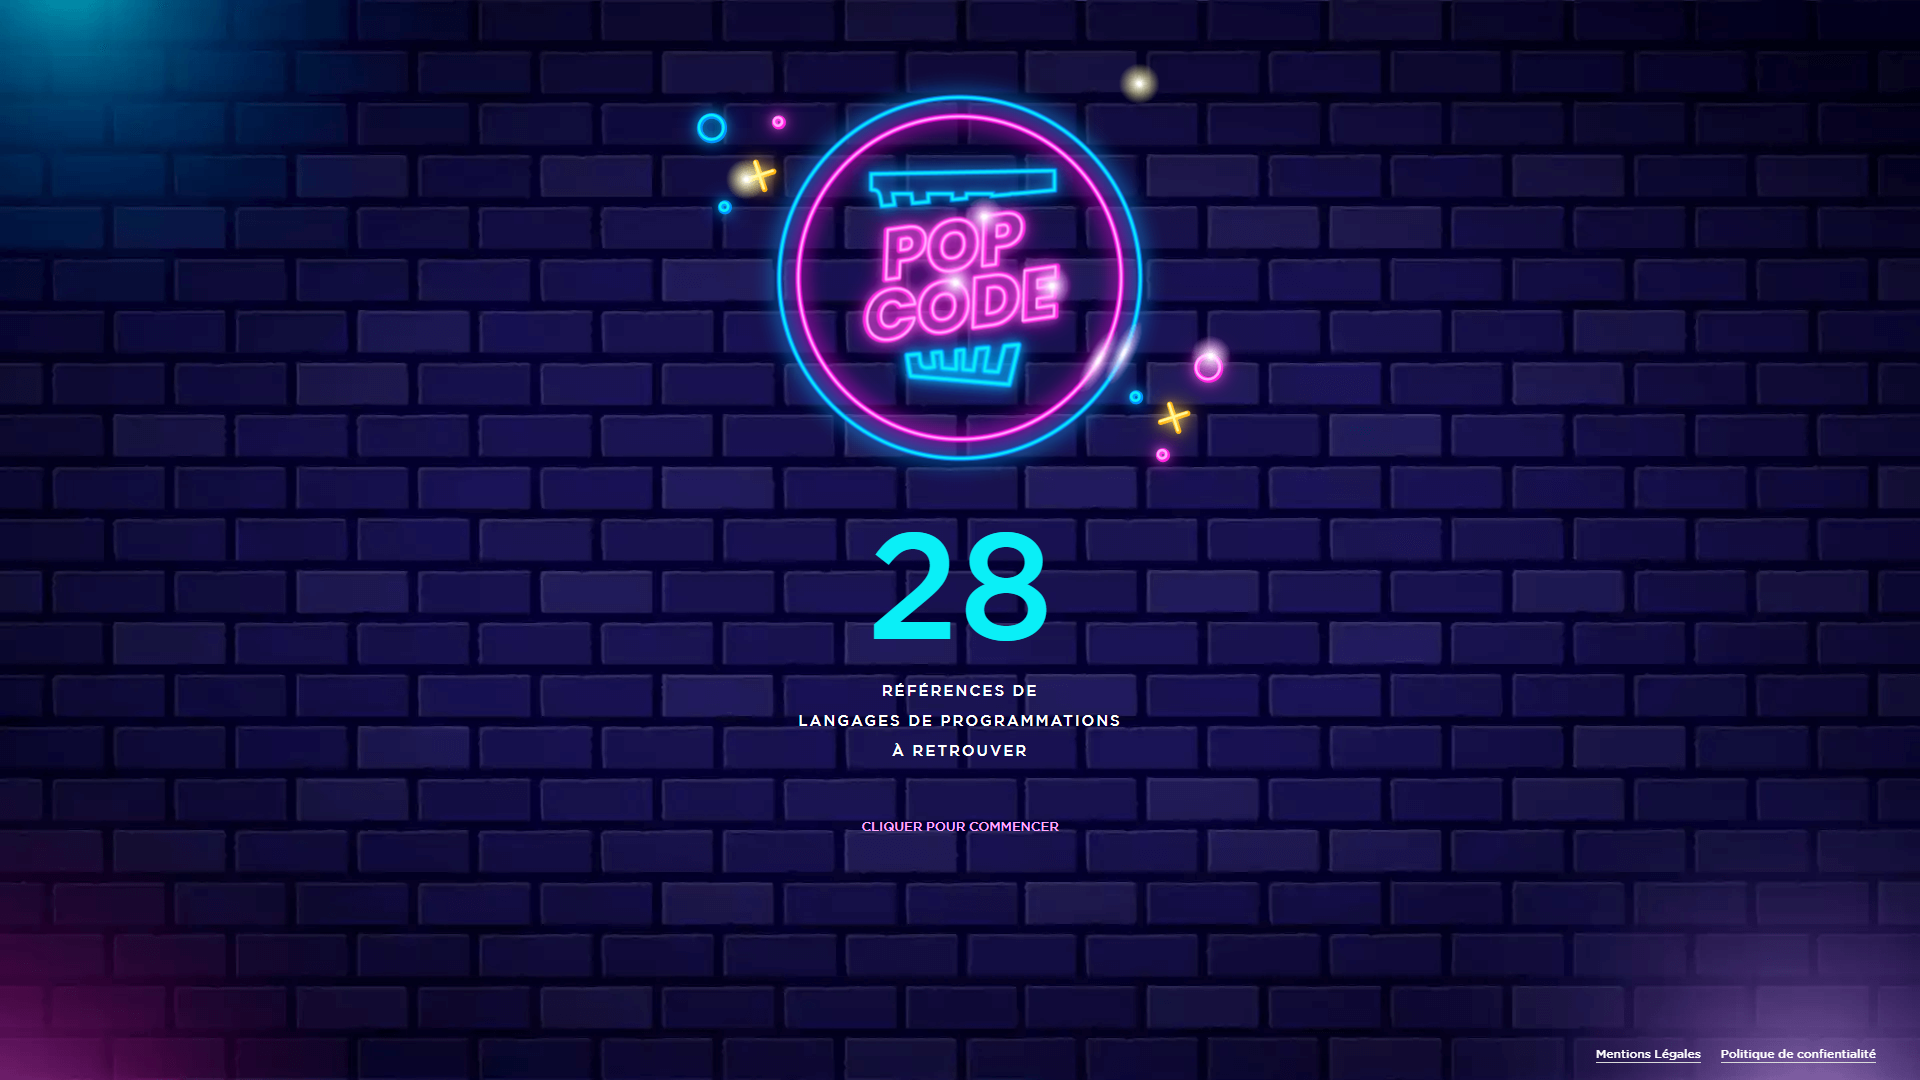 POP
CODE
28
RÉFÉRENCES DE
LANGAGES DE PROGRAMMATIONS
À RETROUVER
CLIQUER POUR COMMENCER
Mentions Légales
Politique de confientialité